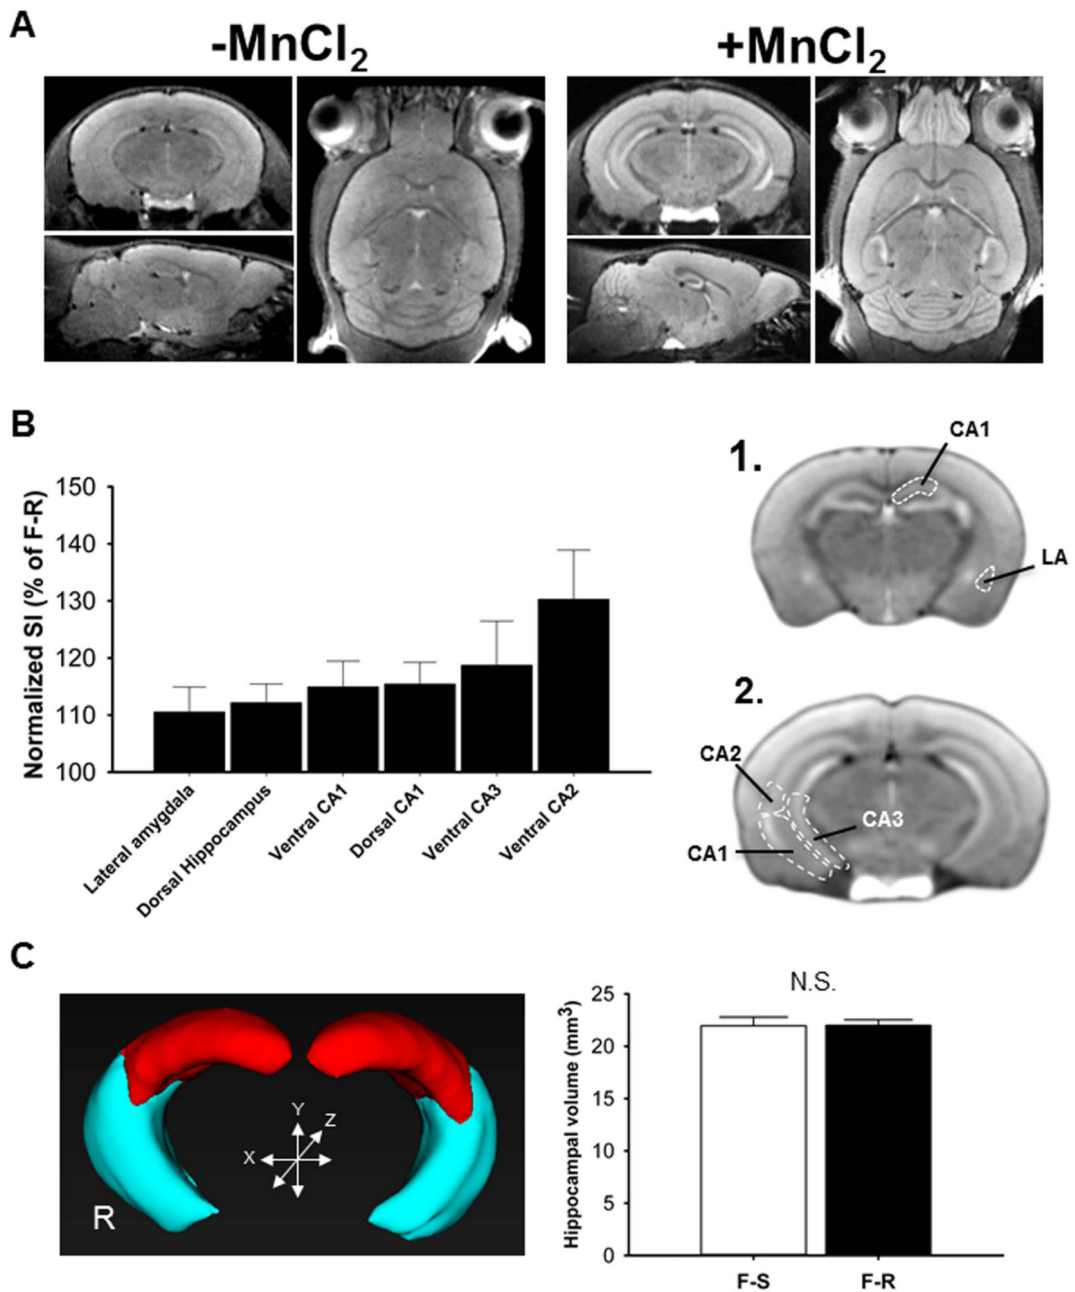 A
-MnCl₂
+MnCl₂
B
Normalized SI (% of F-R)
150
140
130
120
110
100
Lateral amygdala
Dorsal Hippocampus
Ventral CA1
Dorsal CA1
Ventral CA3
Ventral CA2
1.
CA1
LA
2.
CA2
CA3
CA1
C
Y
Z
X
R
N.S.
Hippocampal volume (mm³)
25
20
15
10
5
0
F-S
F-R